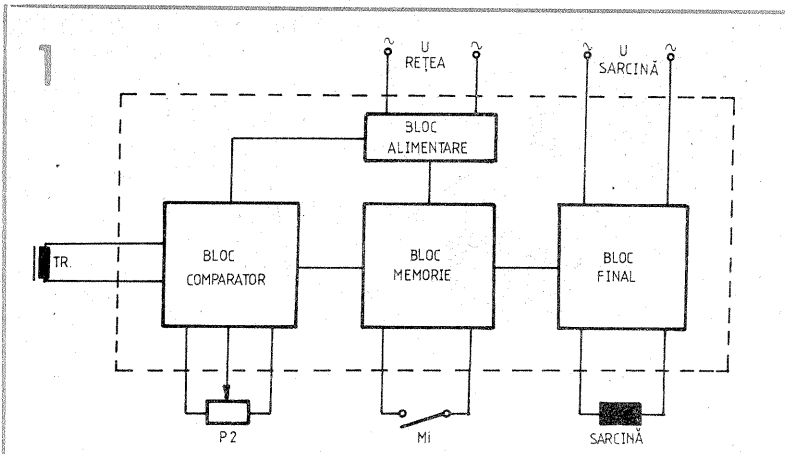 1
~ U ~
REȚEA
~ U ~
SARCINĂ
BLOC
ALIMENTARE
TR.
BLOC
COMPARATOR
BLOC
MEMORIE
BLOC
FINAL
P2
Mi
SARCINĂ